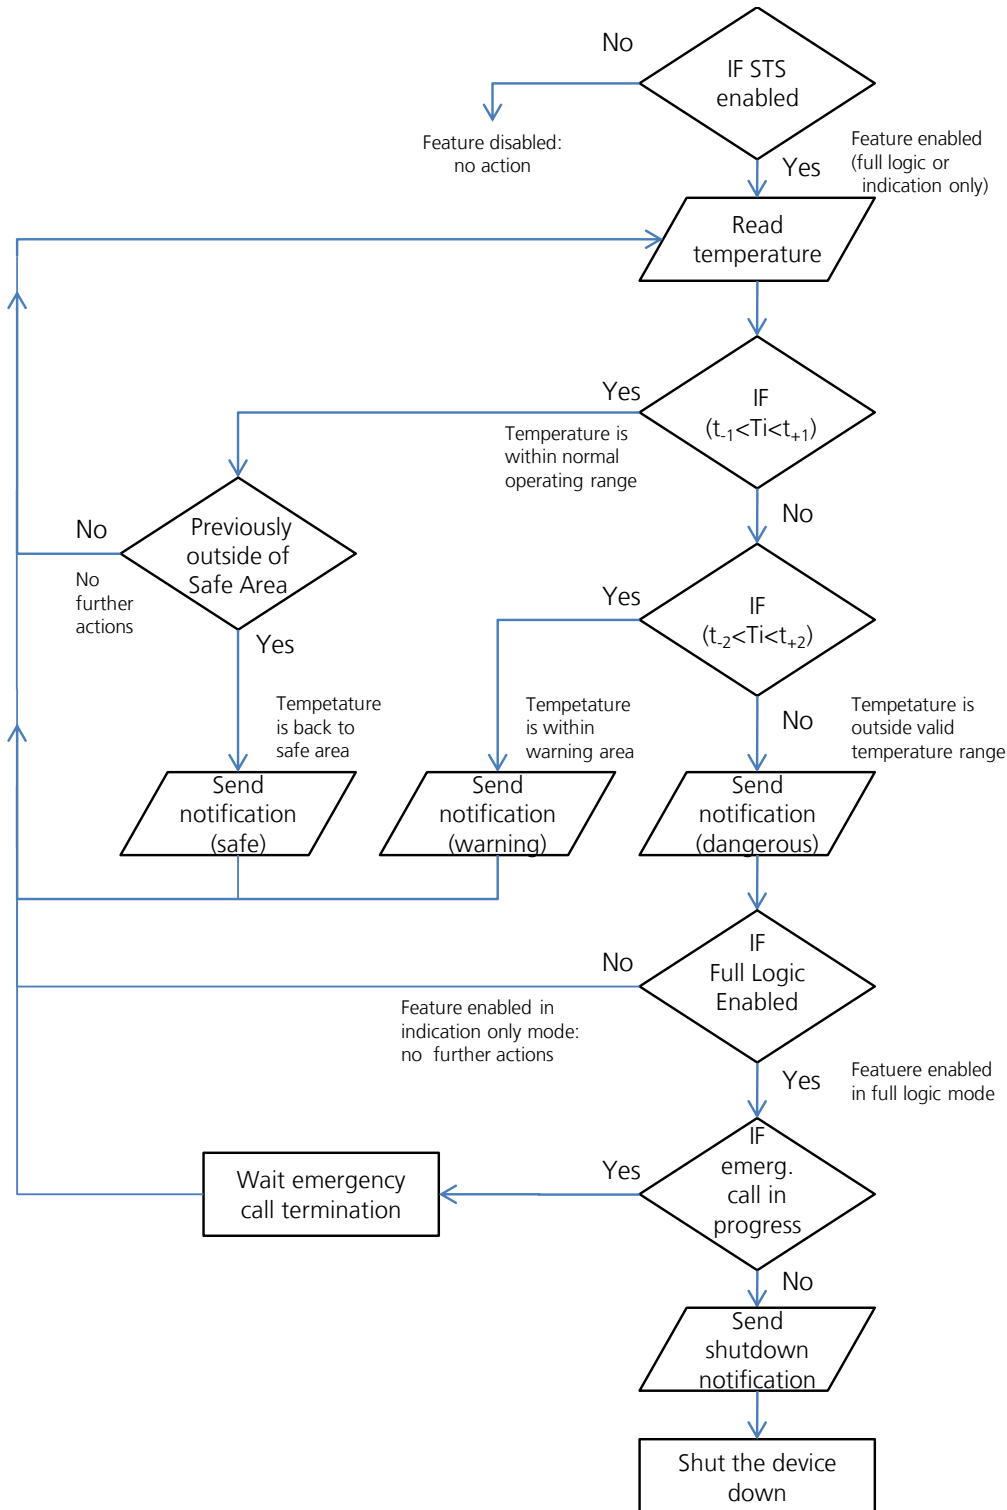 No
IF STS
enabled
Feature disabled:
no action
Yes
Feature enabled
(full logic or
indication only)
Read
temperature
Yes
IF
(t-1<Ti<t+1)
Temperature is
within normal
operating range
No
No
Previously
outside of
Safe Area
No
further
actions
Yes
Yes
IF
(t-2<Ti<t+2)
Tempetature
is back to
safe area
Tempetature
is within
warning area
No
Tempetature is
outside valid
temperature range
Send
notification
(safe)
Send
notification
(warning)
Send
notification
(dangerous)
No
IF
Full Logic
Enabled
Feature enabled in
indication only mode:
no further actions
Yes
Featuere enabled
in full logic mode
Wait emergency
call termination
Yes
IF
emerg.
call in
progress
No
Send
shutdown
notification
Shut the device
down